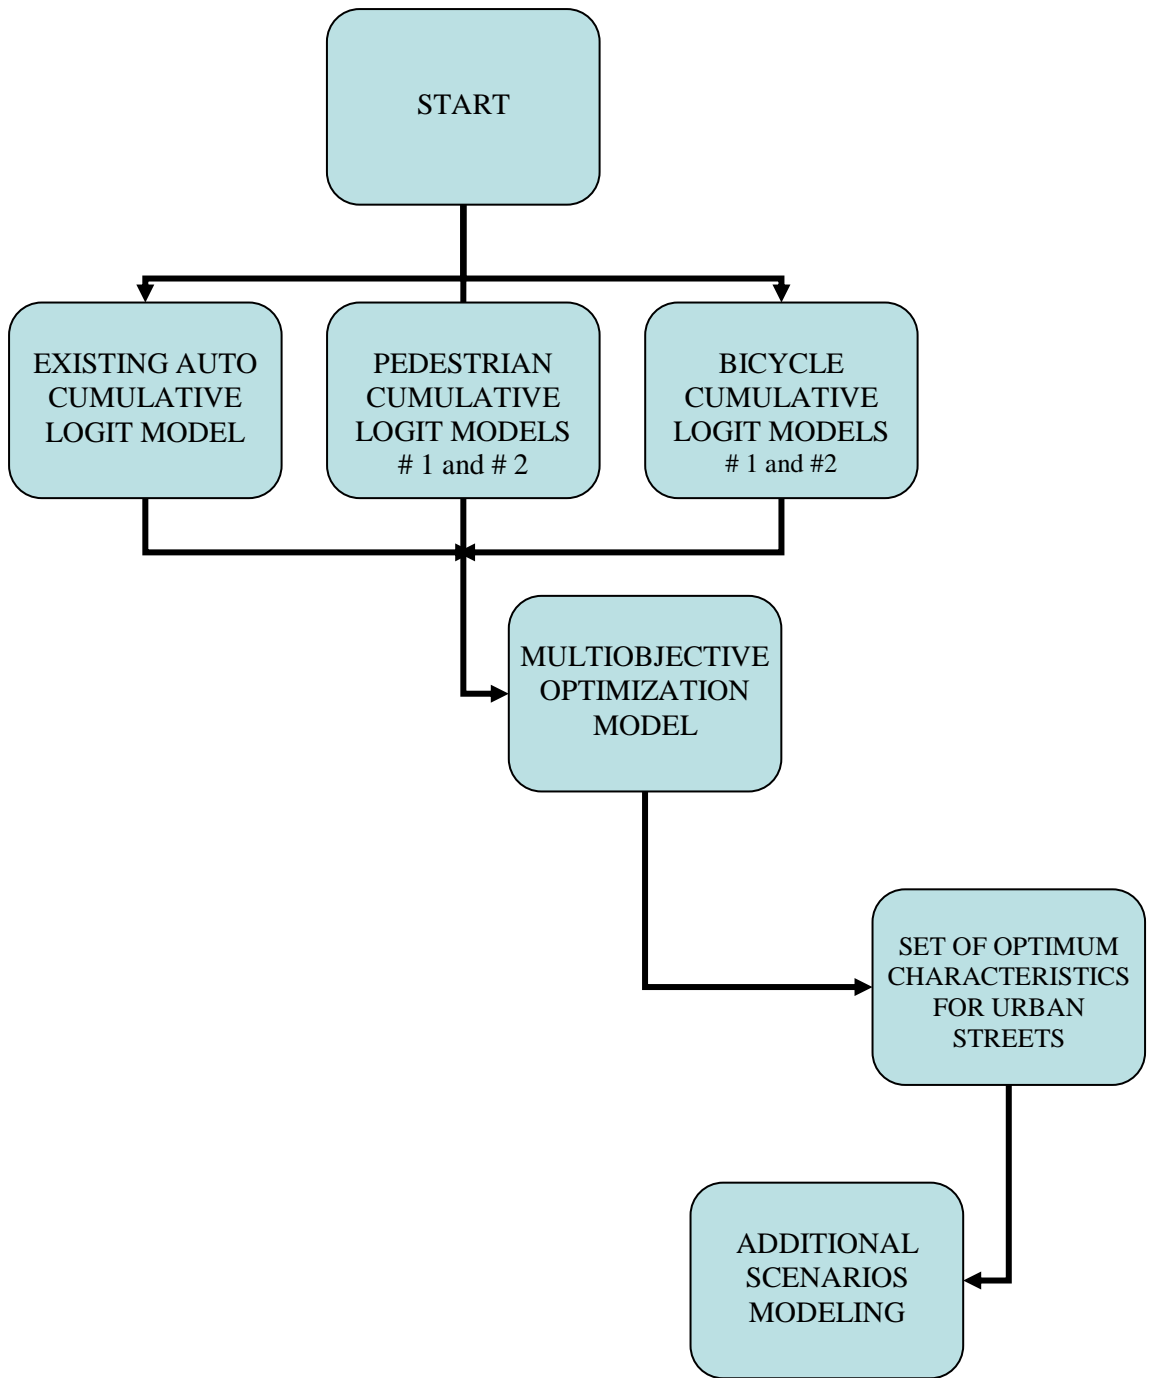 START
EXISTING AUTO
CUMULATIVE
LOGIT MODEL
PEDESTRIAN
CUMULATIVE
LOGIT MODELS
# 1 and # 2
BICYCLE
CUMULATIVE
LOGIT MODELS
# 1 and #2
MULTIOBJECTIVE
OPTIMIZATION
MODEL
SET OF OPTIMUM
CHARACTERISTICS
FOR URBAN
STREETS
ADDITIONAL
SCENARIOS
MODELING